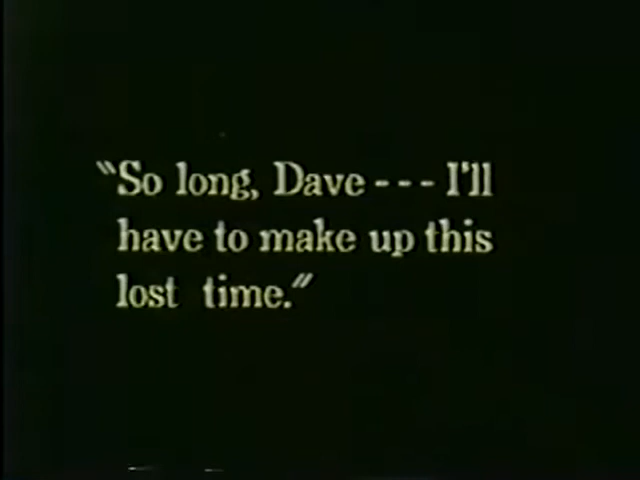 "So long, Dave - - - I'll
have to make up this
lost time."